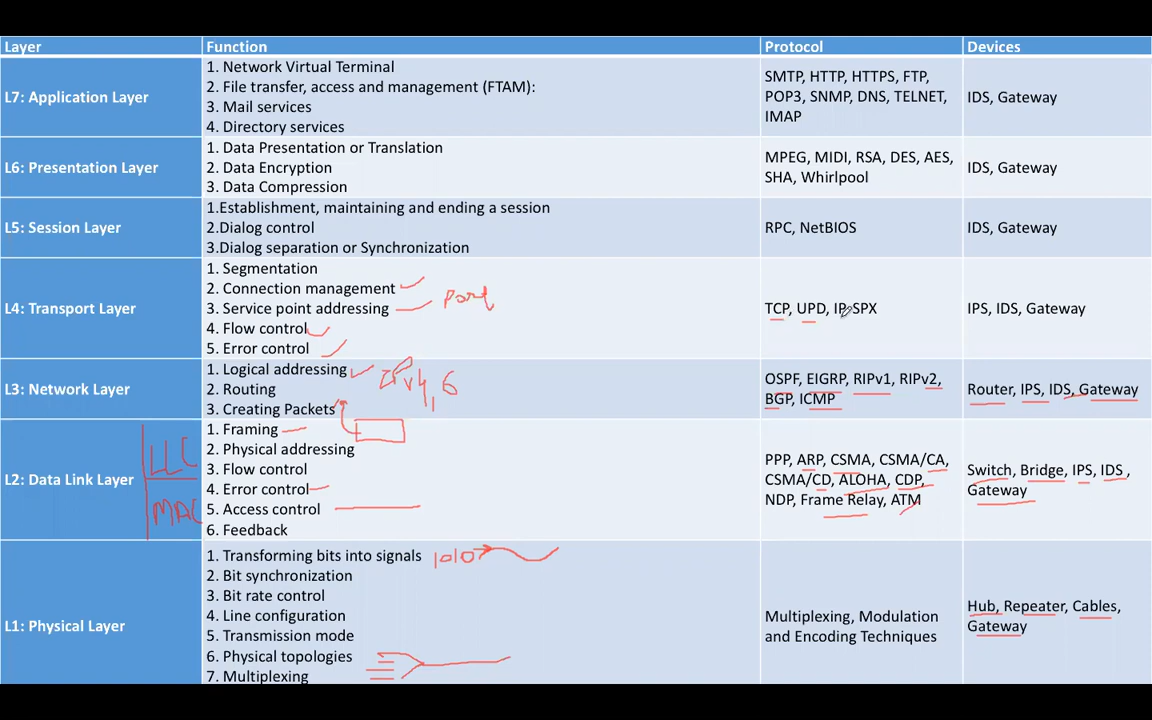 Layer Function Protocol Devices
L7: Application Layer
1. Network Virtual Terminal
2. File transfer, access and management (FTAM):
3. Mail services
4. Directory services
SMTP, HTTP, HTTPS, FTP,
POP3, SNMP, DNS, TELNET,
IMAP
IDS, Gateway
L6: Presentation Layer
1. Data Presentation or Translation
2. Data Encryption
3. Data Compression
MPEG, MIDI, RSA, DES, AES,
SHA, Whirlpool
IDS, Gateway
L5: Session Layer
1.Establishment, maintaining and ending a session
2.Dialog control
3.Dialog separation or Synchronization
RPC, NetBIOS
IDS, Gateway
L4: Transport Layer
1. Segmentation
2. Connection management
3. Service point addressing
Port
4. Flow control
5. Error control
TCP, UPD, SPX
IPS, IDS, Gateway
L3: Network Layer
1. Logical addressing
IPv4,6
2. Routing
3. Creating Packets
OSPF, EIGRP, RIPv1, RIPv2,
BGP, ICMP
Router, IPS, IDS, Gateway
L2: Data Link Layer
LLC
MAC
1. Framing
2. Physical addressing
3. Flow control
4. Error control
5. Access control
6. Feedback
PPP, ARP, CSMA, CSMA/CA,
CSMA/CD, ALOHA, CDP,
NDP, Frame Relay, ATM
Switch, Bridge, IPS, IDS ,
Gateway
L1: Physical Layer
1. Transforming bits into signals
1010
2. Bit synchronization
3. Bit rate control
4. Line configuration
5. Transmission mode
6. Physical topologies
7. Multiplexing
Multiplexing, Modulation
and Encoding Techniques
Hub, Repeater, Cables,
Gateway